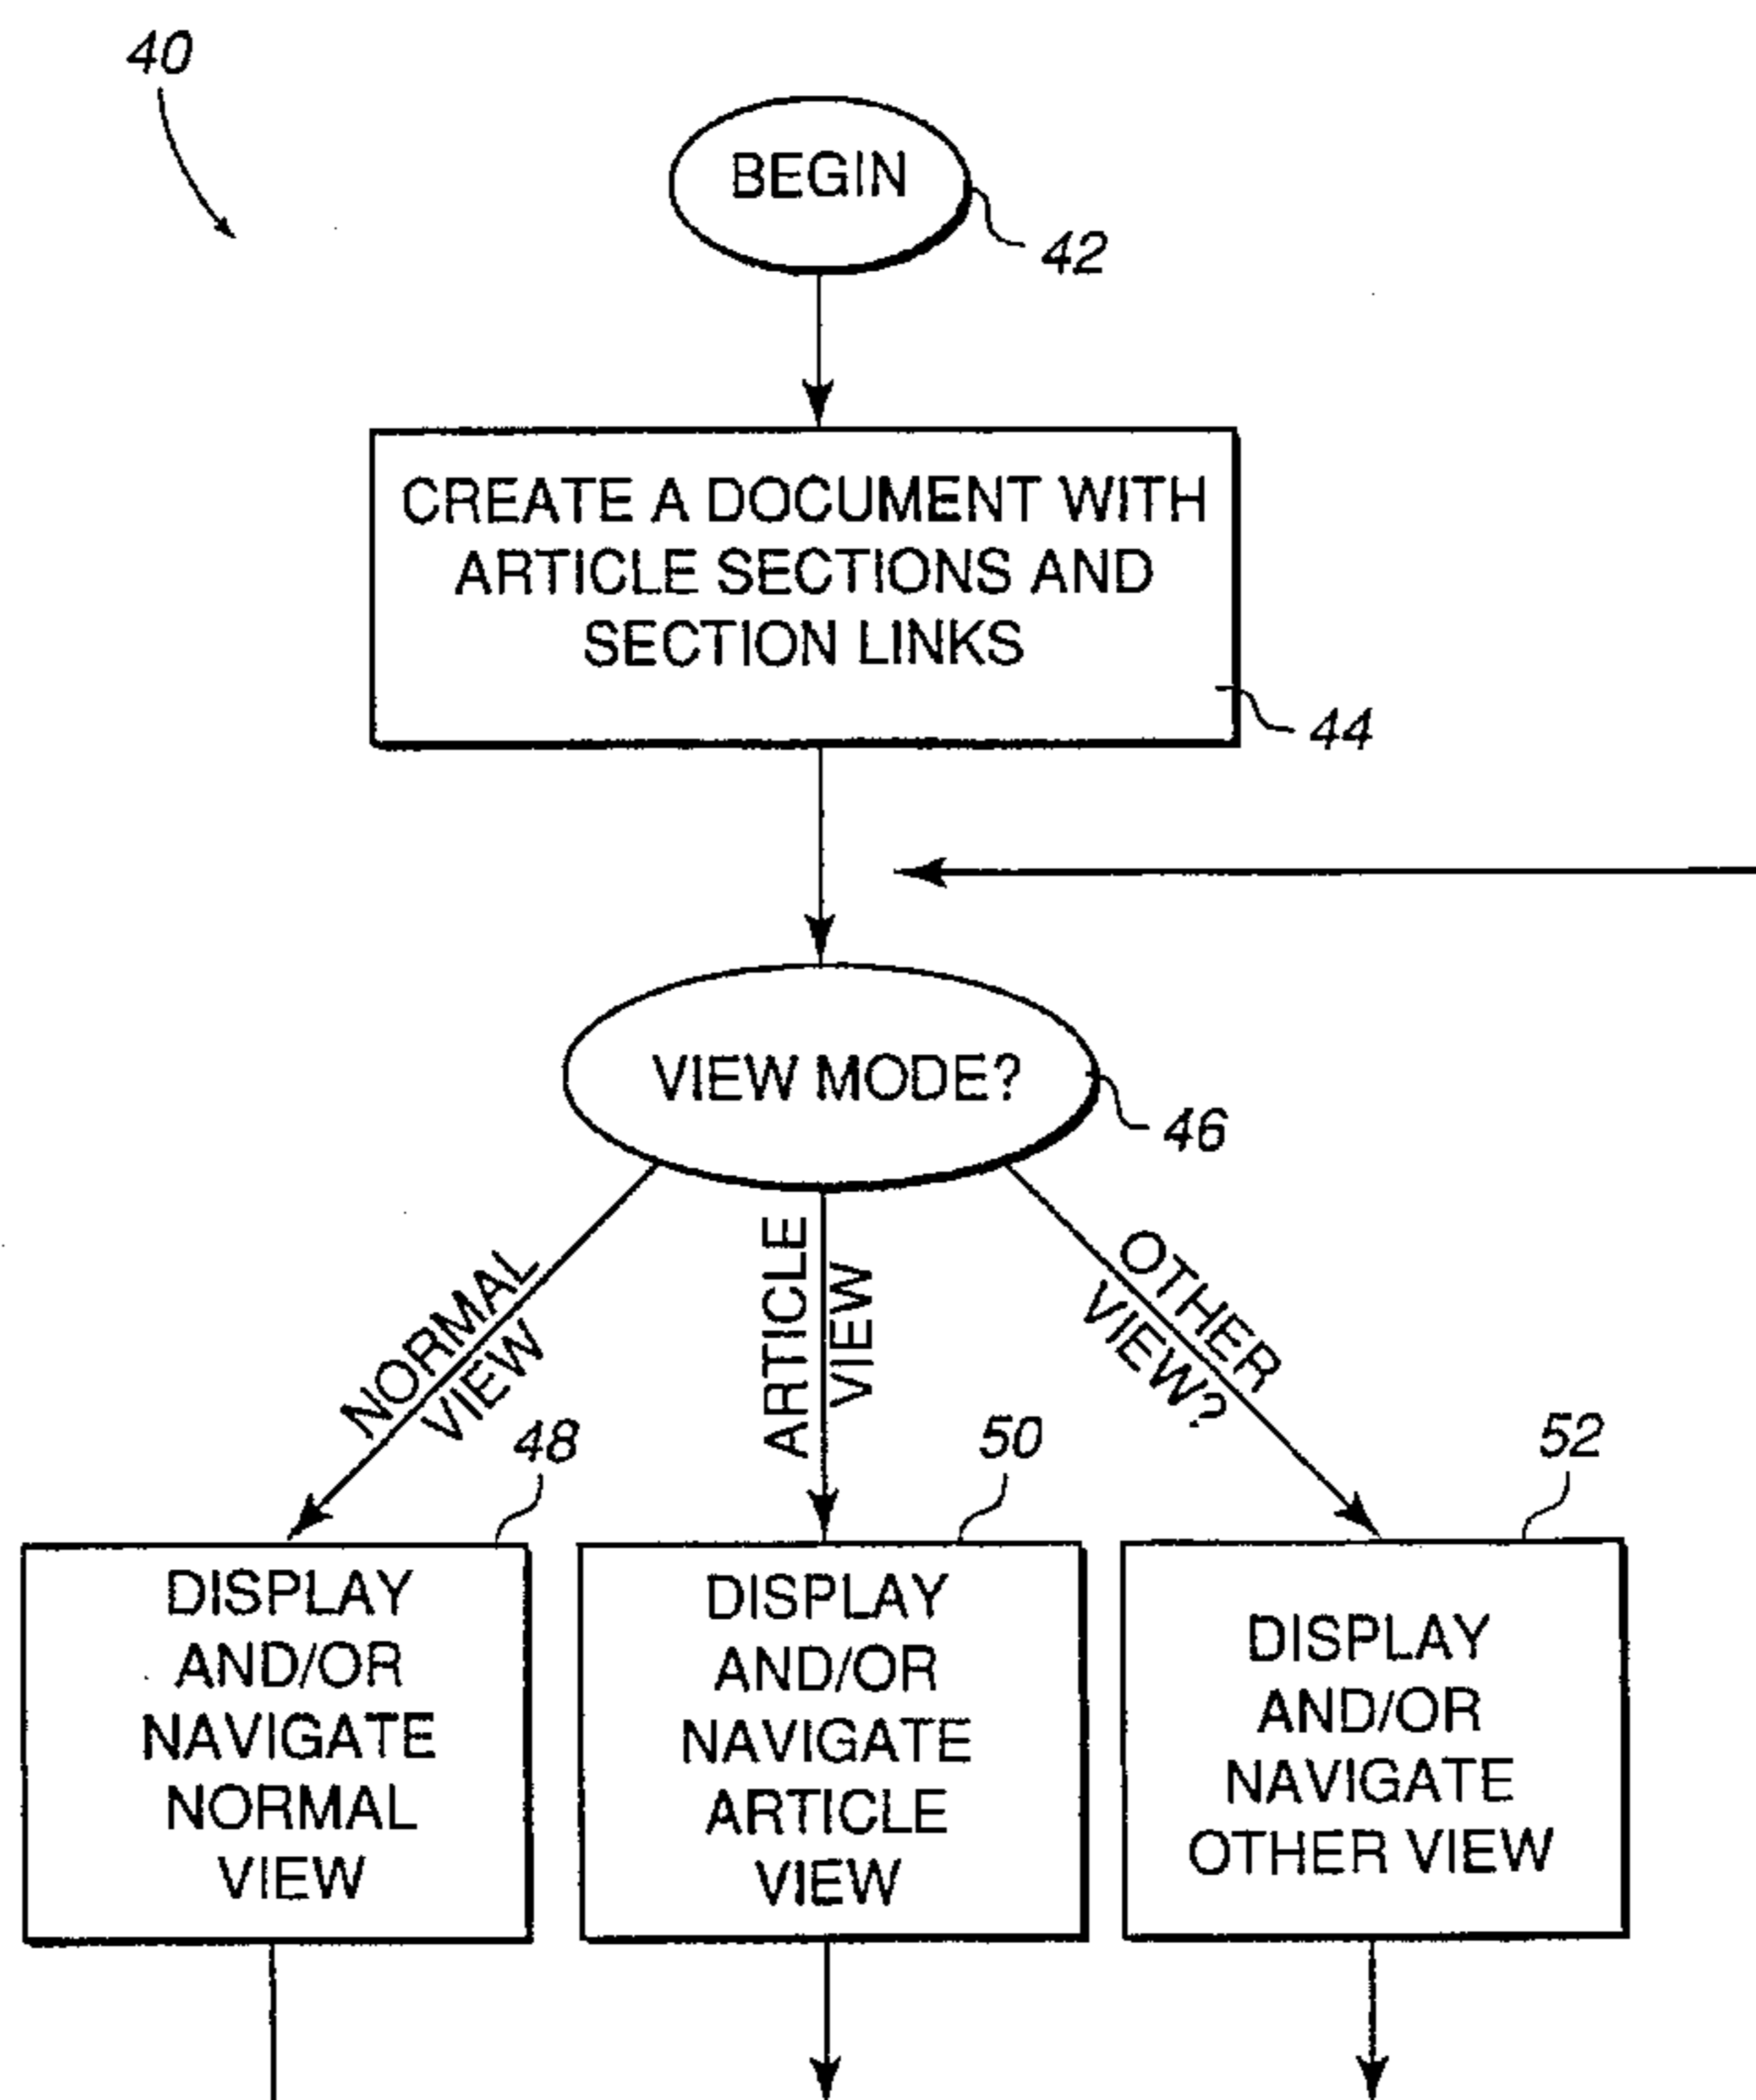 40
BEGIN
42
CREATE A DOCUMENT WITH
ARTICLE SECTIONS AND
SECTION LINKS
44
VIEW MODE?
46
NORMAL
VIEW
ARTICLE
VIEW
OTHER
VIEW?
48
50
52
DISPLAY
AND/OR
NAVIGATE
NORMAL
VIEW
DISPLAY
AND/OR
NAVIGATE
ARTICLE
VIEW
DISPLAY
AND/OR
NAVIGATE
OTHER VIEW